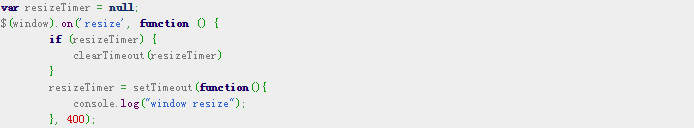 var resizeTimer = null;
$(window).on('resize', function () {
        if (resizeTimer) {
            clearTimeout(resizeTimer)
        }
        resizeTimer = setTimeout(function(){
            console.log("window resize");
        }, 400);